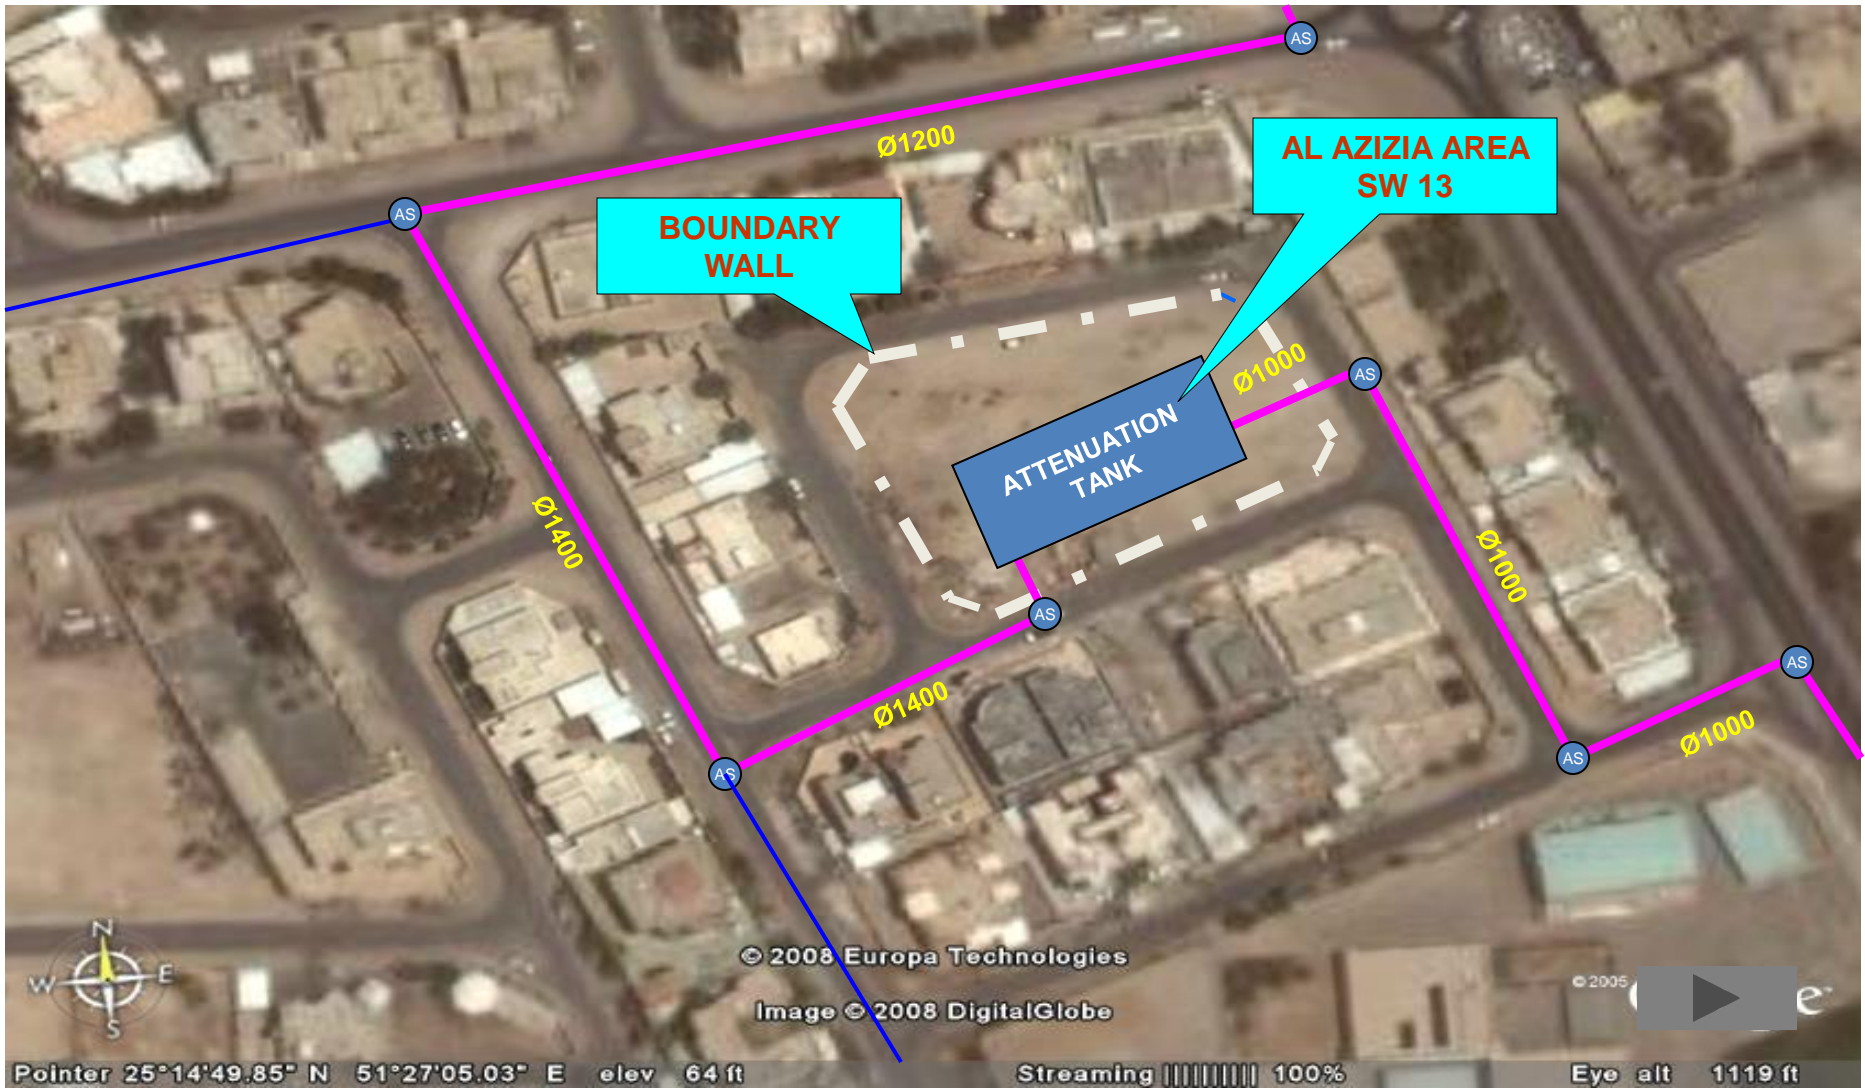 AS
Ø1200
AL AZIZIA AREA
SW 13
AS
BOUNDARY
WALL
Ø1000
AS
ATTENUATION
TANK
Ø1400
Ø1000
AS
AS
Ø1400
Ø1000
AS
AS
N
W E
S
© 2008 Europa Technologies
Image © 2008 DigitalGlobe
© 2005
Pointer 25°14'49.85" N 51°27'05.03" E elev 64 ft Streaming |||||||||| 100% Eye alt 1119 ft